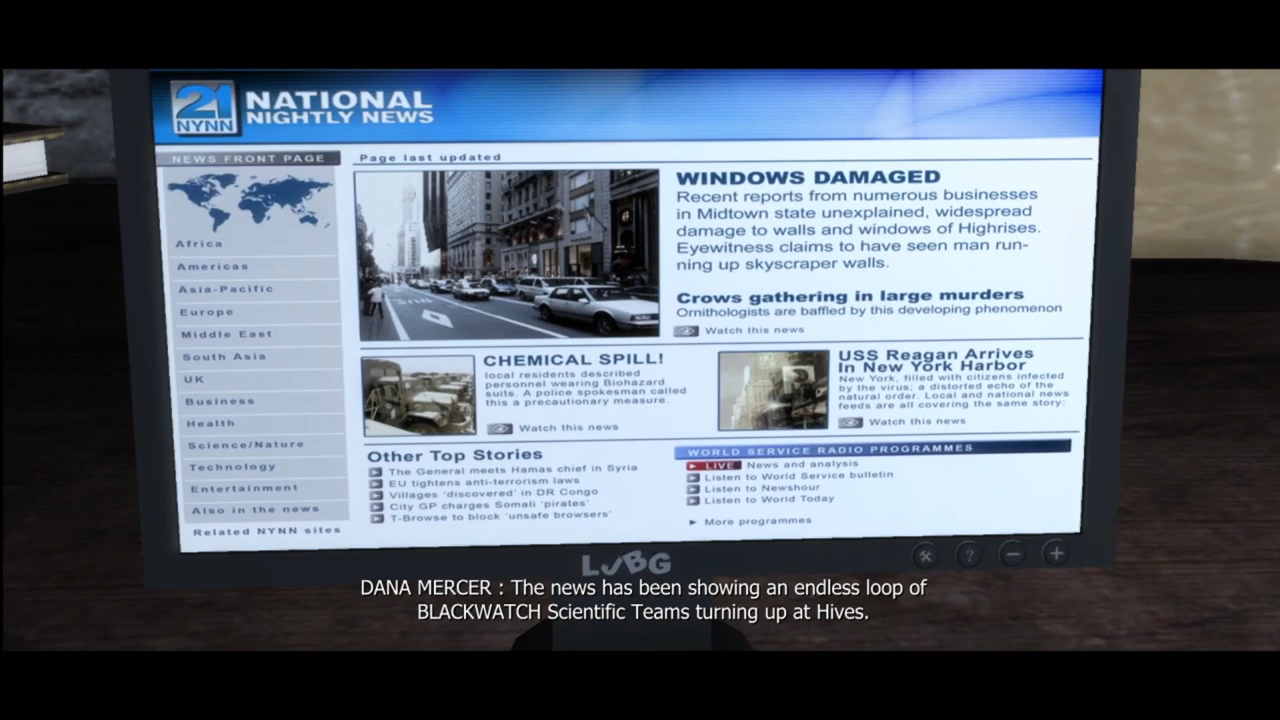 21
NYNN
NATIONAL
NIGHTLY NEWS
NEWS FRONT PAGE
Page last updated
Africa
Americas
Asia-Pacific
Europe
Middle East
South Asia
UK
Business
Health
Science/Nature
Technology
Entertainment
Also in the news
Related NYNN sites
WINDOWS DAMAGED
Recent reports from numerous businesses
in Midtown state unexplained, widespread
damage to walls and windows of Highrises.
Eyewitness claims to have seen man run-
ning up skyscraper walls.
Crows gathering in large murders
Ornithologists are baffled by this developing phenomenon
Watch this news
CHEMICAL SPILL!
local residents described
personnel wearing Biohazard
suits. A police spokesman called
this a precautionary measure.
Watch this news
USS Reagan Arrives
In New York Harbor
New York, filled with citizens infected
by the virus; a distorted echo of the
natural order. Local and national news
feeds are all covering the same story:
Watch this news
Other Top Stories
The General meets Hamas chief in Syria
EU tightens anti-terrorism laws
Villages 'discovered' in DR Congo
City GP charges Somali 'pirates'
T-Browse to block 'unsafe browsers'
WORLD SERVICE RADIO PROGRAMMES
LIVE News and analysis
Listen to World Service bulletin
Listen to Newshour
Listen to World Today
More programmes
? − +
DANA MERCER : The news has been showing an endless loop of
BLACKWATCH Scientific Teams turning up at Hives.